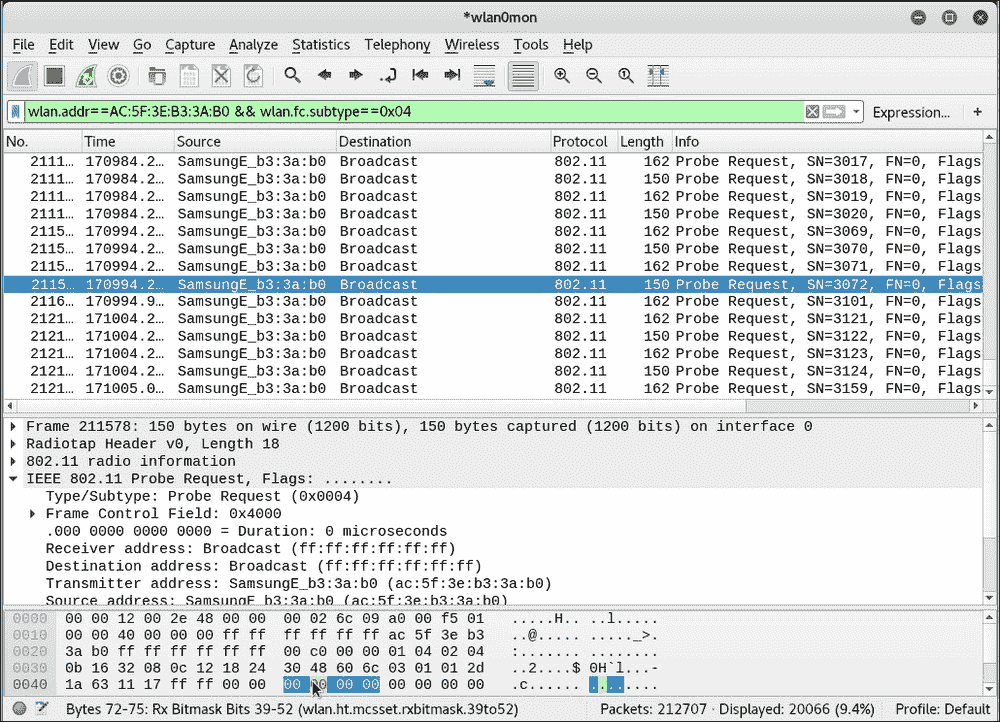 *wlan0mon
File Edit View Go Capture Analyze Statistics Telephony Wireless Tools Help
wlan.addr==AC:5F:3E:B3:3A:B0 && wlan.fc.subtype==0x04 Expression... +
No. Time Source Destination Protocol Length Info
2111... 170984.2... SamsungE_b3:3a:b0 Broadcast 802.11 162 Probe Request, SN=3017, FN=0, Flags
2111... 170984.2... SamsungE_b3:3a:b0 Broadcast 802.11 150 Probe Request, SN=3018, FN=0, Flags
2111... 170984.2... SamsungE_b3:3a:b0 Broadcast 802.11 162 Probe Request, SN=3019, FN=0, Flags
2111... 170984.2... SamsungE_b3:3a:b0 Broadcast 802.11 150 Probe Request, SN=3020, FN=0, Flags
2115... 170994.2... SamsungE_b3:3a:b0 Broadcast 802.11 162 Probe Request, SN=3069, FN=0, Flags
2115... 170994.2... SamsungE_b3:3a:b0 Broadcast 802.11 150 Probe Request, SN=3070, FN=0, Flags
2115... 170994.2... SamsungE_b3:3a:b0 Broadcast 802.11 162 Probe Request, SN=3071, FN=0, Flags
2115... 170994.2... SamsungE_b3:3a:b0 Broadcast 802.11 150 Probe Request, SN=3072, FN=0, Flags
2116... 170994.9... SamsungE_b3:3a:b0 Broadcast 802.11 162 Probe Request, SN=3101, FN=0, Flags
2121... 171004.2... SamsungE_b3:3a:b0 Broadcast 802.11 162 Probe Request, SN=3121, FN=0, Flags
2121... 171004.2... SamsungE_b3:3a:b0 Broadcast 802.11 150 Probe Request, SN=3122, FN=0, Flags
2121... 171004.2... SamsungE_b3:3a:b0 Broadcast 802.11 162 Probe Request, SN=3123, FN=0, Flags
2121... 171004.2... SamsungE_b3:3a:b0 Broadcast 802.11 150 Probe Request, SN=3124, FN=0, Flags
2121... 171005.0... SamsungE_b3:3a:b0 Broadcast 802.11 162 Probe Request, SN=3159, FN=0, Flags
Frame 211578: 150 bytes on wire (1200 bits), 150 bytes captured (1200 bits) on interface 0
Radiotap Header v0, Length 18
802.11 radio information
IEEE 802.11 Probe Request, Flags: ........
Type/Subtype: Probe Request (0x0004)
Frame Control Field: 0x4000
.000 0000 0000 0000 = Duration: 0 microseconds
Receiver address: Broadcast (ff:ff:ff:ff:ff:ff)
Destination address: Broadcast (ff:ff:ff:ff:ff:ff)
Transmitter address: SamsungE_b3:3a:b0 (ac:5f:3e:b3:3a:b0)
Source address: SamsungE_b3:3a:b0 (ac:5f:3e:b3:3a:b0)
0000 00 00 12 00 2e 48 00 00 00 02 6c 09 a0 00 f5 01 .....H.. ..l.....
0010 00 00 40 00 00 00 ff ff ff ff ff ff ac 5f 3e b3 ..@..... ....._>.
0020 3a b0 ff ff ff ff ff ff 00 c0 00 00 01 04 02 04 :....... ........
0030 0b 16 32 08 0c 12 18 24 30 48 60 6c 03 01 01 2d ..2....$ 0H`l...-
0040 1a 63 11 17 ff ff 00 00 00 00 00 00 00 00 00 00 .c...... ........
Bytes 72-75: Rx Bitmask Bits 39-52 (wlan.ht.mcsset.rxbitmask.39to52) Packets: 212707 · Displayed: 20066 (9.4%) Profile: Default